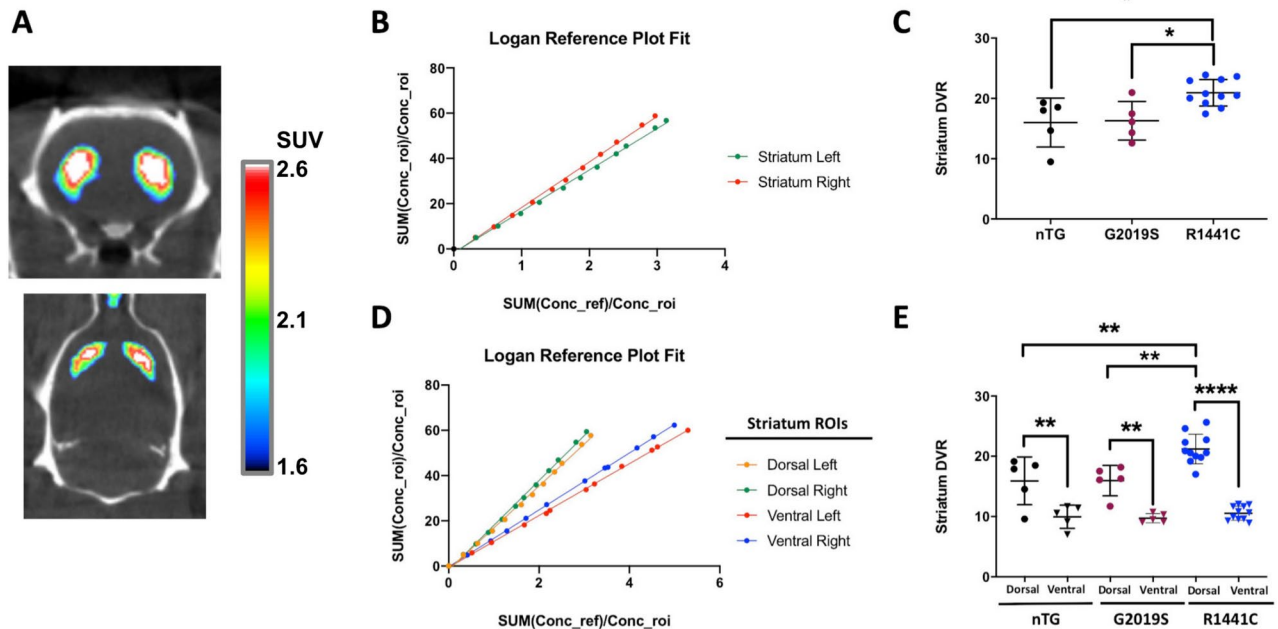 A
SUV
2.6
2.1
1.6
B
Logan Reference Plot Fit
SUM(Conc_roi)/Conc_roi
80
60
40
20
0
0 1 2 3 4
SUM(Conc_ref)/Conc_roi
Striatum Left
Striatum Right
C
*
Striatum DVR
30
20
10
0
nTG G2019S R1441C
D
Logan Reference Plot Fit
SUM(Conc_roi)/Conc_roi
80
60
40
20
0
0 2 4 6
SUM(Conc_ref)/Conc_roi
Striatum ROIs
Dorsal Left
Dorsal Right
Ventral Left
Ventral Right
E
**
**
****
** **
Striatum DVR
30
20
10
0
Dorsal Ventral Dorsal Ventral Dorsal Ventral
nTG G2019S R1441C